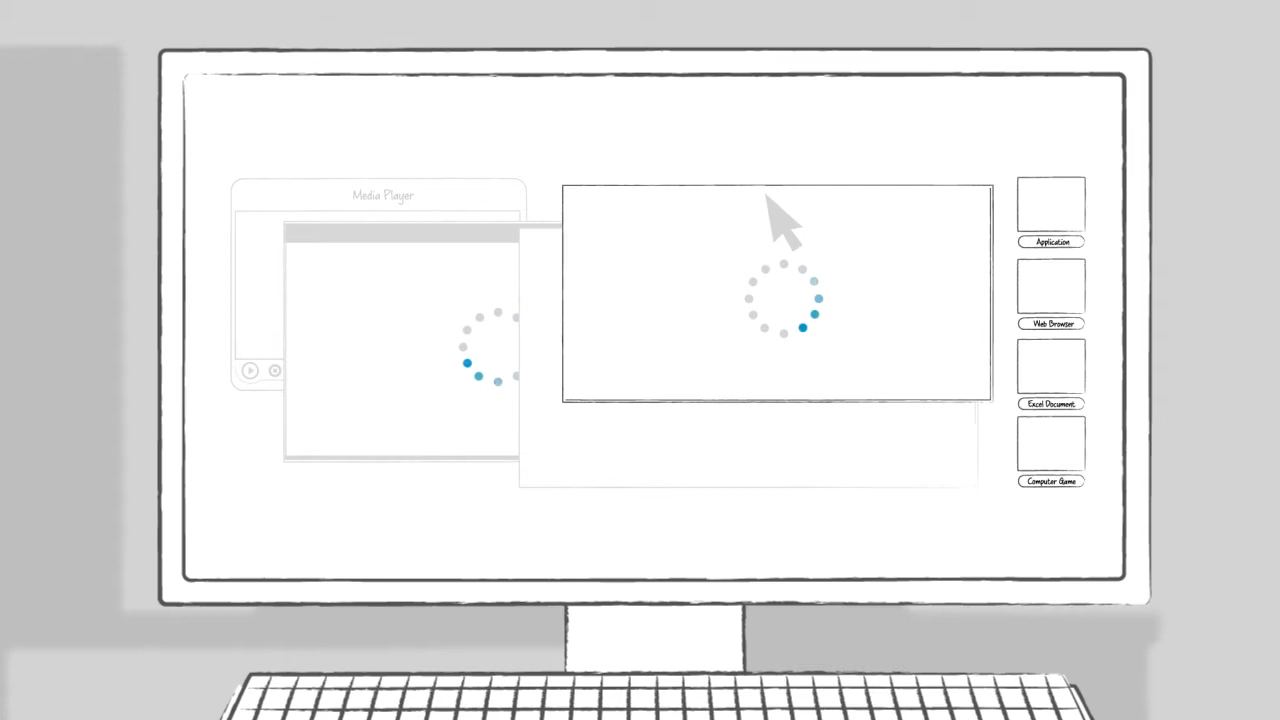 Media Player
Application
Web Browser
Excel Document
Computer Game